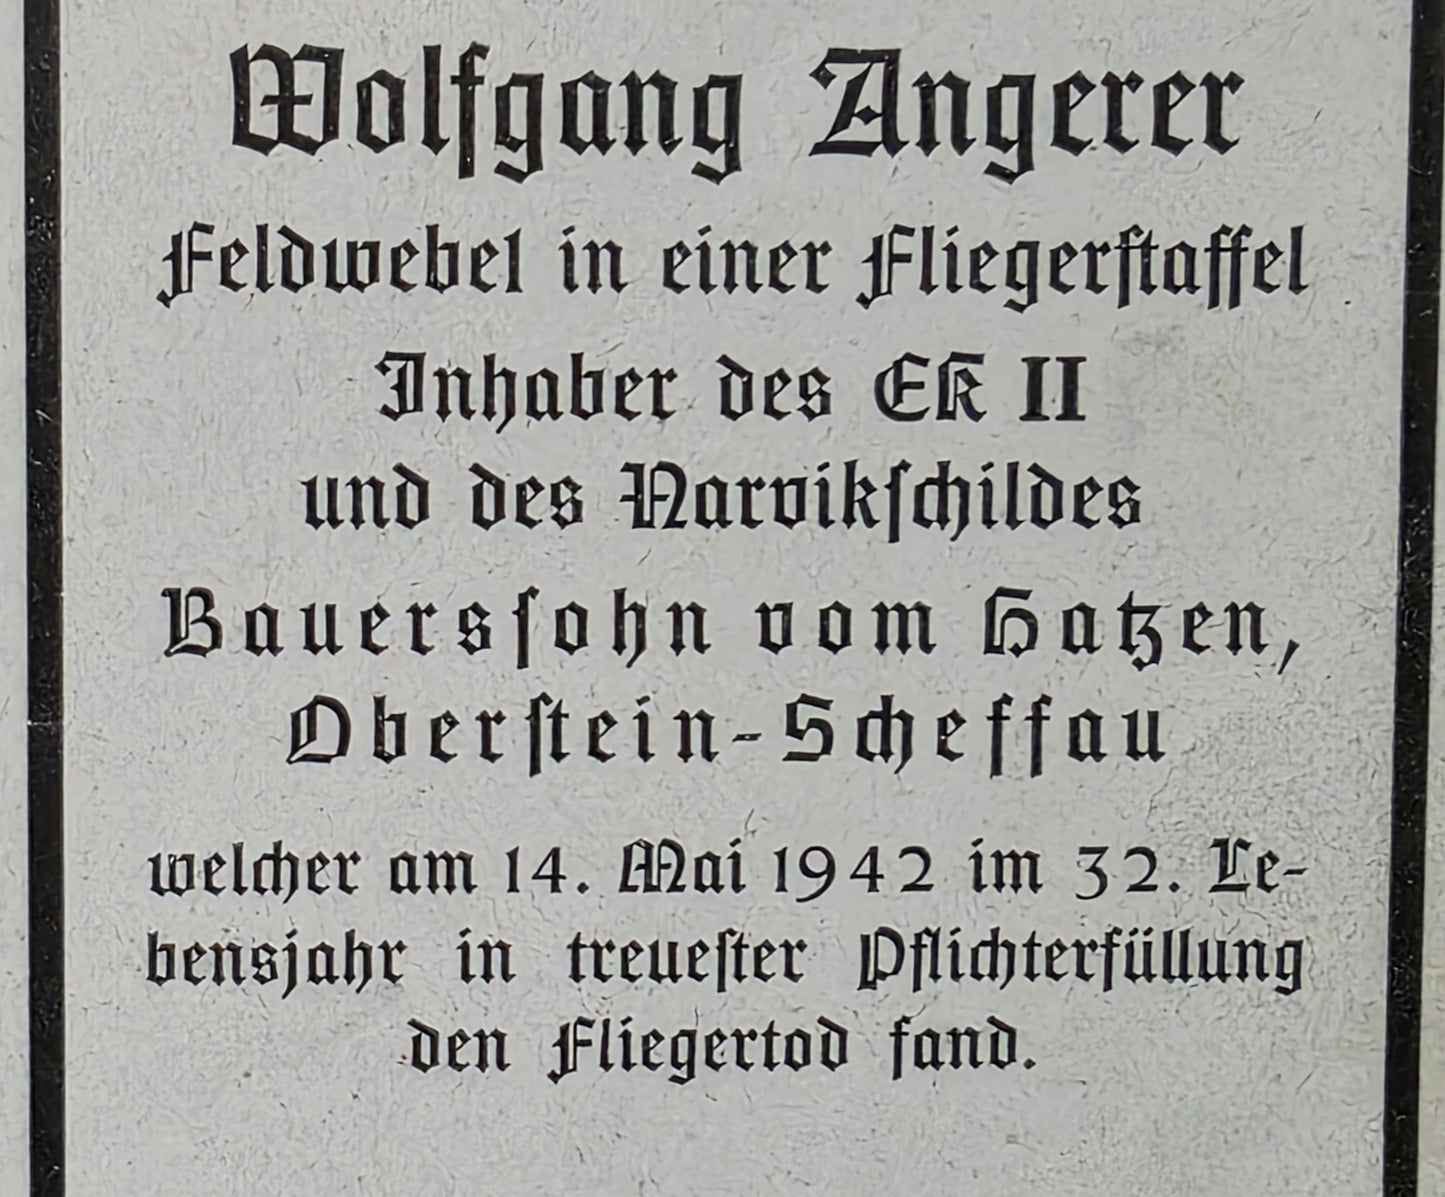 Wolfgang Angerer
Feldwebel in einer Fliegerstaffel
Inhaber des EK II
und des Narvikschildes
Bauerssohn vom Hatzen,
Oberstein-Scheffau
welcher am 14. Mai 1942 im 32. Le-
bensjahr in treuester Pflichterfüllung
den Fliegertod fand.